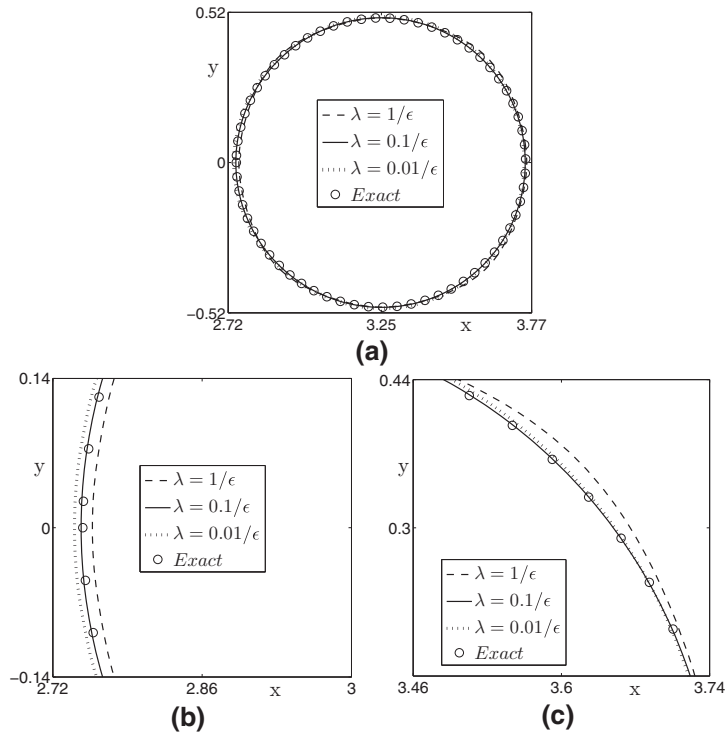 0.52
y
λ = 1/ϵ
λ = 0.1/ϵ
λ = 0.01/ϵ
Exact
0
−0.52
2.72
3.25
x
3.77
(a)
0.14
y
λ = 1/ϵ
λ = 0.1/ϵ
λ = 0.01/ϵ
Exact
0
−0.14
2.72
2.86
x
3
(b)
0.44
y
0.3
λ = 1/ϵ
λ = 0.1/ϵ
λ = 0.01/ϵ
Exact
3.46
3.6
x
3.74
(c)